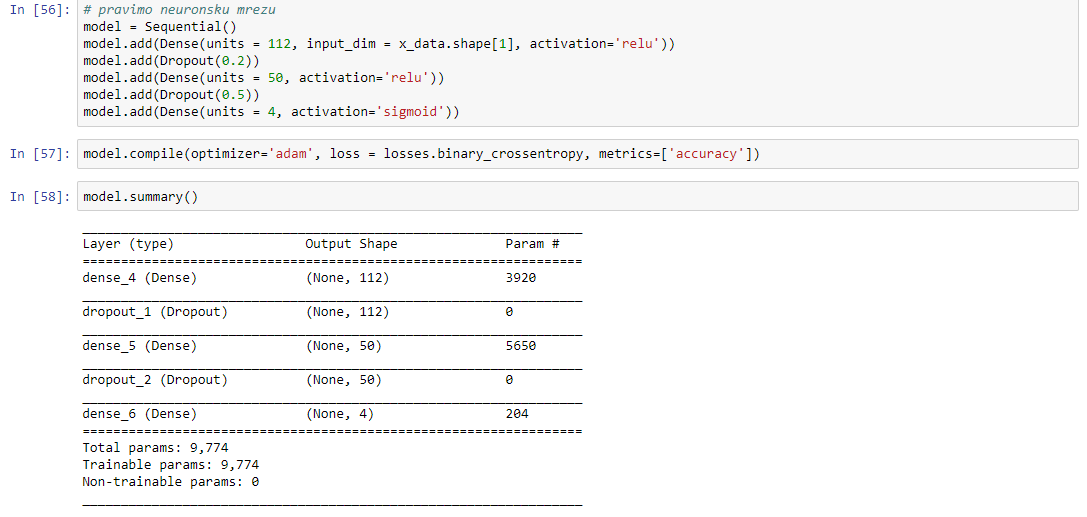 In [56]: # pravimo neuronsku mrezu
model = Sequential()
model.add(Dense(units = 112, input_dim = x_data.shape[1], activation='relu'))
model.add(Dropout(0.2))
model.add(Dense(units = 50, activation='relu'))
model.add(Dropout(0.5))
model.add(Dense(units = 4, activation='sigmoid'))
In [57]: model.compile(optimizer='adam', loss = losses.binary_crossentropy, metrics=['accuracy'])
In [58]: model.summary()
_________________________________________________________________
Layer (type) Output Shape Param #
=================================================================
dense_4 (Dense) (None, 112) 3920
_________________________________________________________________
dropout_1 (Dropout) (None, 112) 0
_________________________________________________________________
dense_5 (Dense) (None, 50) 5650
_________________________________________________________________
dropout_2 (Dropout) (None, 50) 0
_________________________________________________________________
dense_6 (Dense) (None, 4) 204
=================================================================
Total params: 9,774
Trainable params: 9,774
Non-trainable params: 0
_________________________________________________________________